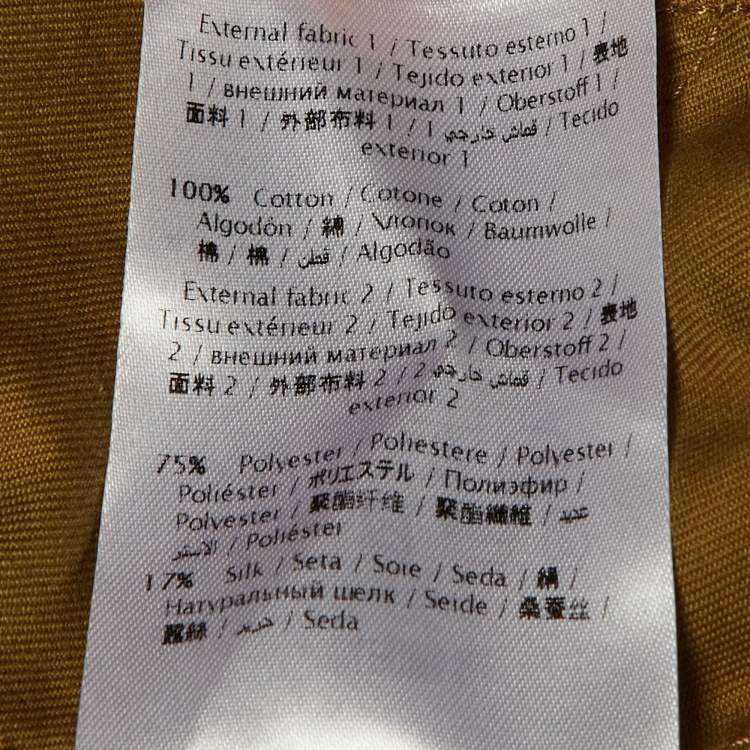 External fabric 1 / Tessuto esterno 1 /
Tissu extérieur 1 / Tejido exterior 1 / 表地
1 / внешний материал 1 / Oberstoff 1 /
面料 1 / 外部布料 1 / 1 قماش خارجي / Tecido
exterior 1
100% Cotton / Cotone / Coton /
Algodón / 綿 / Хлопок / Baumwolle /
棉 / 棉 / قطن / Algodão
External fabric 2 / Tessuto esterno 2 /
Tissu extérieur 2 / Tejido exterior 2 / 表地
2 / внешний материал 2 / Oberstoff 2 /
面料 2 / 外部布料 2 / 2 قماش خارجي / Tecido
exterior 2
75% Polyester / Poliestere / Polyester /
Poliéster / ポリエステル / Полиэфир /
Polyester / 聚酯纤维 / 聚酯纖維 / عديد
الاستر / Poliéster
17% Silk / Seta / Soie / Seda / 絹 /
Натуральный шелк / Seide / 桑蚕丝 /
蠶絲 / حرير / Seda